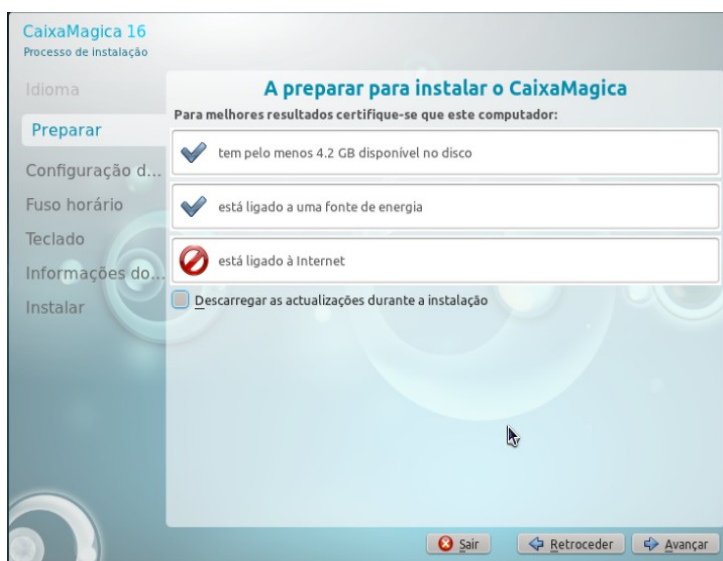 CaixaMagica 16
Processo de instalação
Idioma
Preparar
Configuração d...
Fuso horário
Teclado
Informações do...
Instalar
A preparar para instalar o CaixaMagica
Para melhores resultados certifique-se que este computador:
tem pelo menos 4.2 GB disponível no disco
está ligado a uma fonte de energia
está ligado à Internet
Descarregar as actualizações durante a instalação
Sair
Retroceder
Avançar